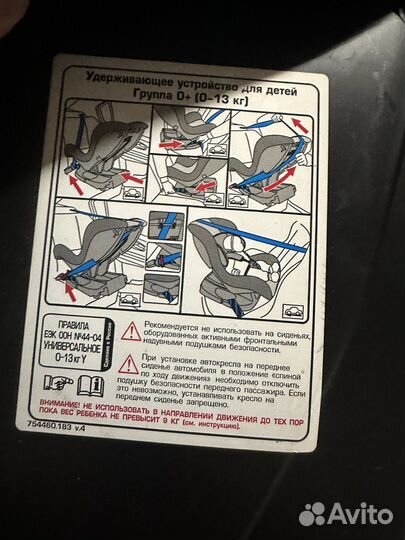 Удерживающее устройство для детей
Группа 0+ (0-13 кг)
ПРАВИЛА
ЕЭК ООН №44-04
УНИВЕРСАЛЬНОЕ
0-13 кг Y
Сделано в России
Рекомендуется не использовать на сиденьях,
оборудованных активными фронтальными
надувными подушками безопасности.
При установке автокресла на переднее
сиденье автомобиля в положение «спиной
по ходу движения» необходимо отключить
подушку безопасности переднего пассажира. Если
это невозможно, устанавливать кресло на
переднем сиденье запрещено.
ВНИМАНИЕ! НЕ ИСПОЛЬЗОВАТЬ В НАПРАВЛЕНИИ ДВИЖЕНИЯ ДО ТЕХ ПОР
ПОКА ВЕС РЕБЕНКА НЕ ПРЕВЫСИТ 9 КГ (см. инструкцию).
754460.183 v.4
Avito